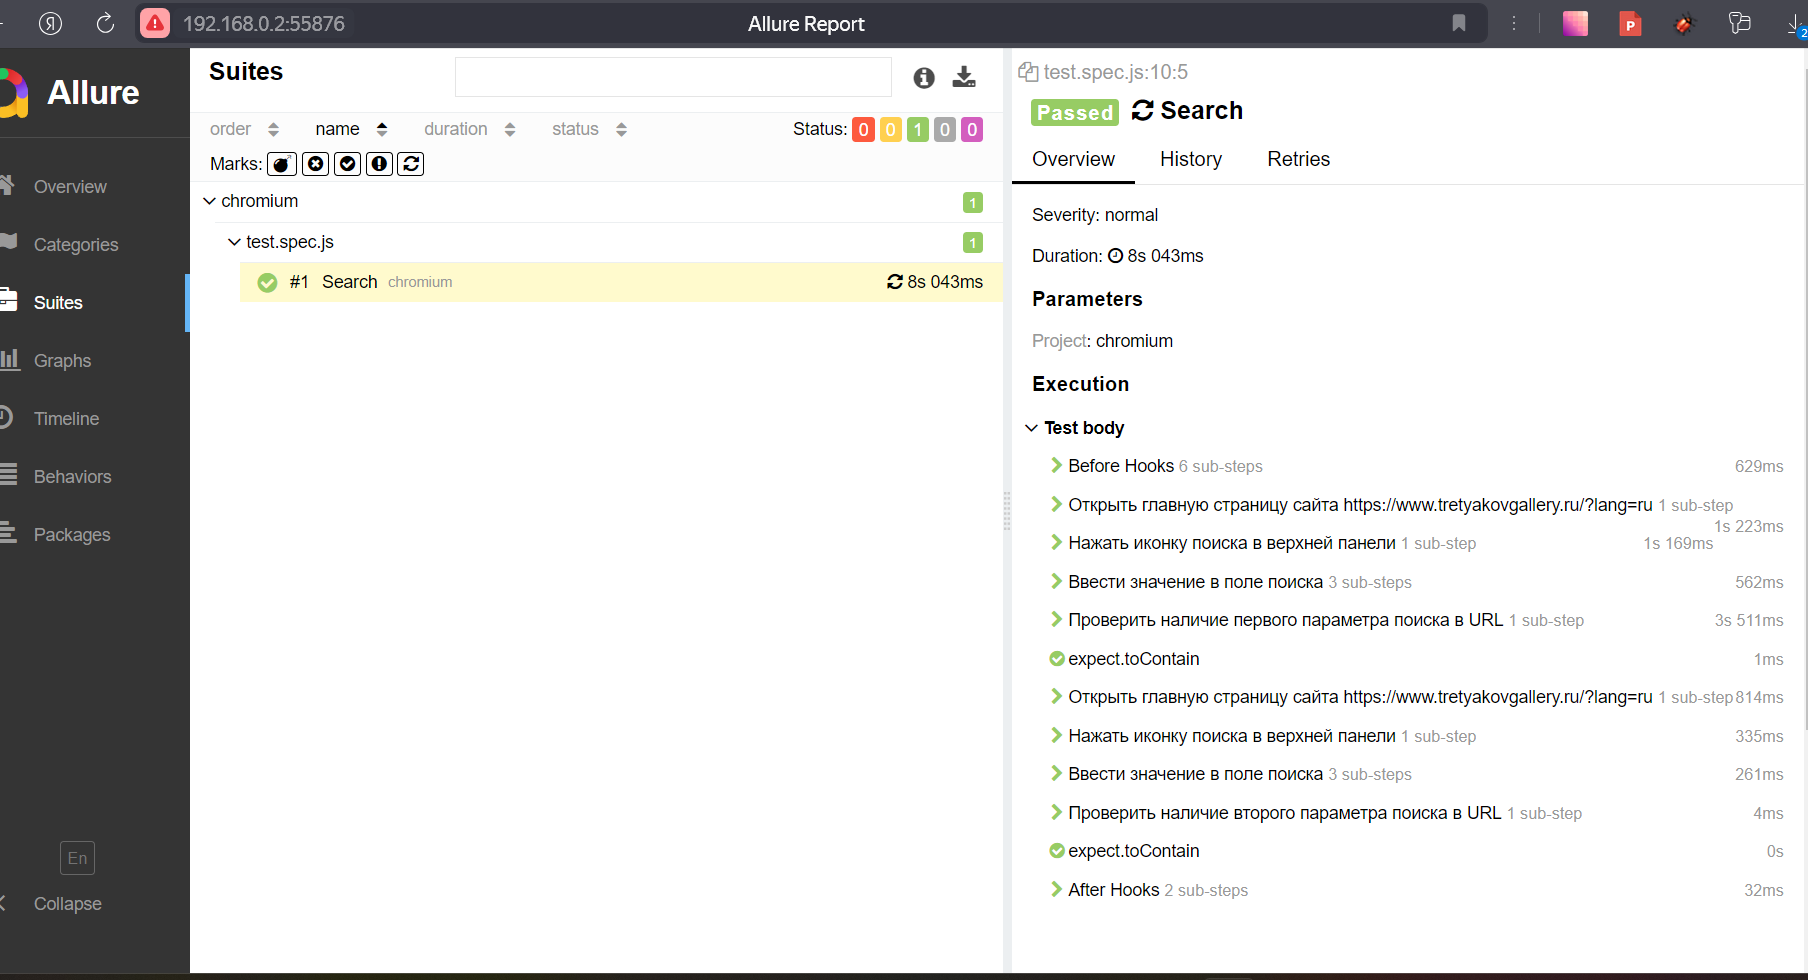 192.168.0.2:55876
Allure Report
P
2
Allure
Overview
Categories
Suites
Graphs
Timeline
Behaviors
Packages
En
Collapse
Suites
order name duration status Status: 0 0 1 0 0
Marks:
chromium 1
test.spec.js 1
#1 Search chromium 8s 043ms
test.spec.js:10:5
Passed Search
Overview History Retries
Severity: normal
Duration: 8s 043ms
Parameters
Project: chromium
Execution
Test body
Before Hooks 6 sub-steps 629ms
Открыть главную страницу сайта https://www.tretyakovgallery.ru/?lang=ru 1 sub-step
1s 223ms
Нажать иконку поиска в верхней панели 1 sub-step 1s 169ms
Ввести значение в поле поиска 3 sub-steps 562ms
Проверить наличие первого параметра поиска в URL 1 sub-step 3s 511ms
expect.toContain 1ms
Открыть главную страницу сайта https://www.tretyakovgallery.ru/?lang=ru 1 sub-step 814ms
Нажать иконку поиска в верхней панели 1 sub-step 335ms
Ввести значение в поле поиска 3 sub-steps 261ms
Проверить наличие второго параметра поиска в URL 1 sub-step 4ms
expect.toContain 0s
After Hooks 2 sub-steps 32ms